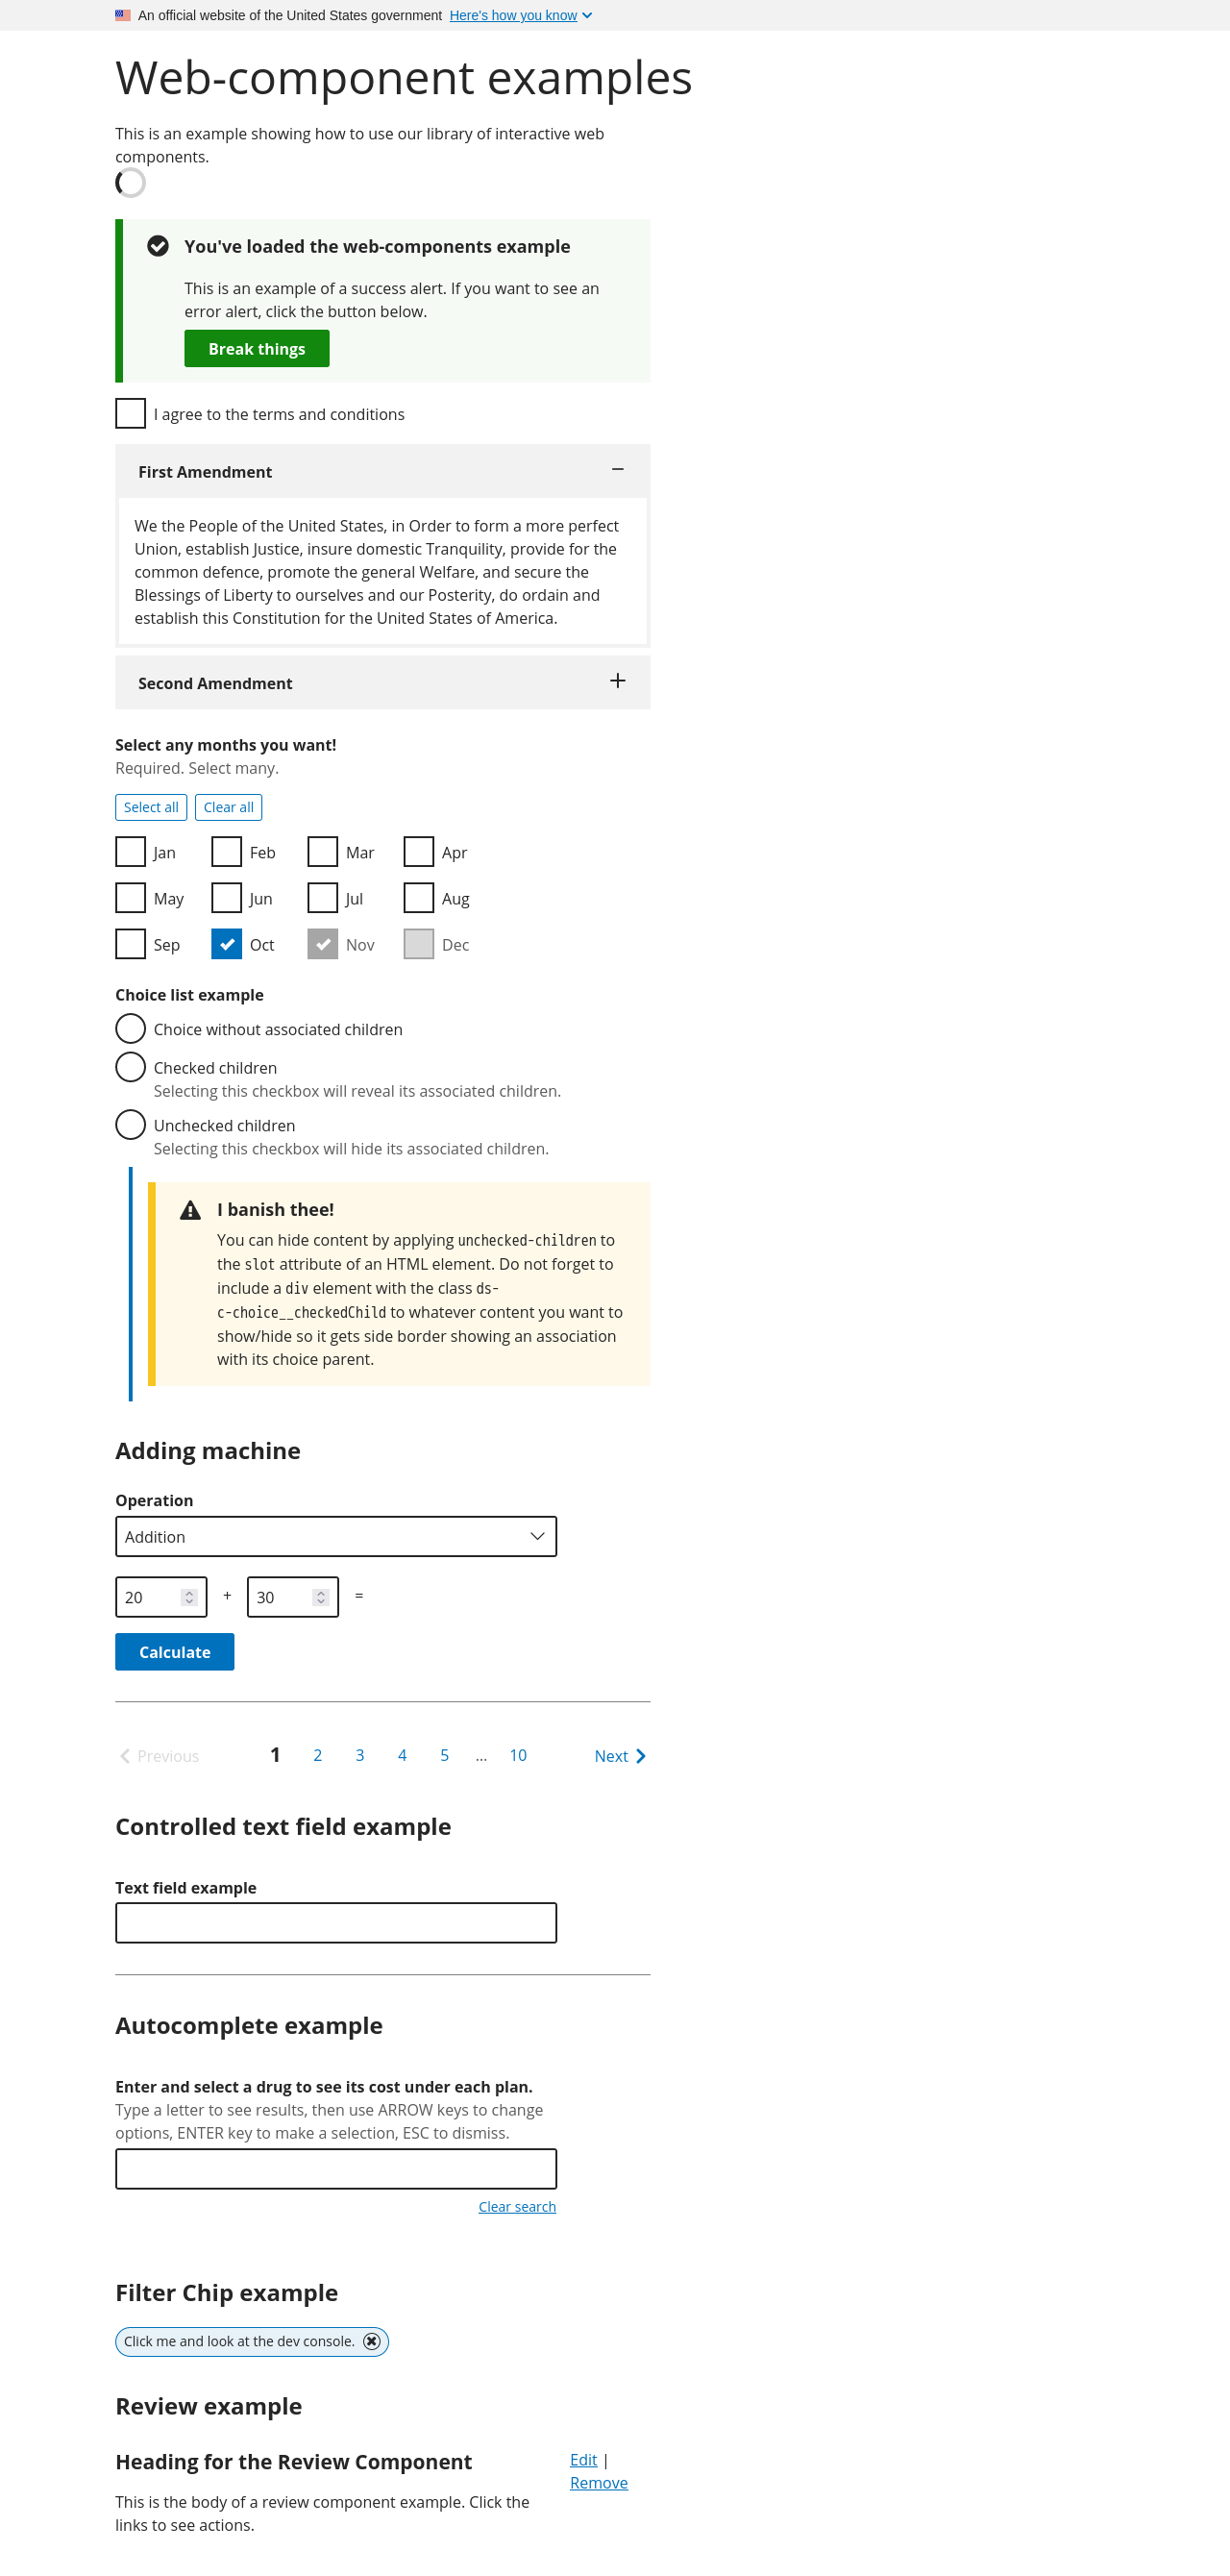 An official website of the United States government Here's how you know
Web-component examples
This is an example showing how to use our library of interactive web
components.
You've loaded the web-components example
This is an example of a success alert. If you want to see an
error alert, click the button below.
Break things
I agree to the terms and conditions
First Amendment
We the People of the United States, in Order to form a more perfect
Union, establish Justice, insure domestic Tranquility, provide for the
common defence, promote the general Welfare, and secure the
Blessings of Liberty to ourselves and our Posterity, do ordain and
establish this Constitution for the United States of America.
Second Amendment
Select any months you want!
Required. Select many.
Select all Clear all
Jan Feb Mar Apr
May Jun Jul Aug
Sep Oct Nov Dec
Choice list example
Choice without associated children
Checked children
Selecting this checkbox will reveal its associated children.
Unchecked children
Selecting this checkbox will hide its associated children.
I banish thee!
You can hide content by applying unchecked-children to
the slot attribute of an HTML element. Do not forget to
include a div element with the class ds-
c-choice__checkedChild to whatever content you want to
show/hide so it gets side border showing an association
with its choice parent.
Adding machine
Operation
Addition
20 + 30 =
Calculate
Previous 1 2 3 4 5 ... 10 Next
Controlled text field example
Text field example
Autocomplete example
Enter and select a drug to see its cost under each plan.
Type a letter to see results, then use ARROW keys to change
options, ENTER key to make a selection, ESC to dismiss.
Clear search
Filter Chip example
Click me and look at the dev console.
Review example
Heading for the Review Component
Edit |
Remove
This is the body of a review component example. Click the
links to see actions.